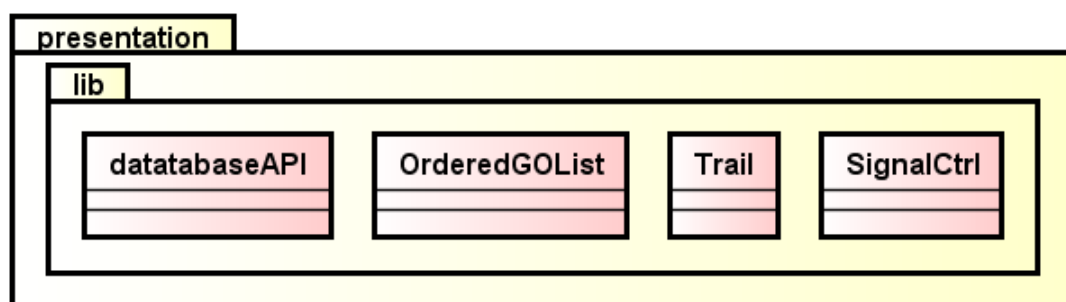 presentation
lib
datatabaseAPI
OrderedGOList
Trail
SignalCtrl